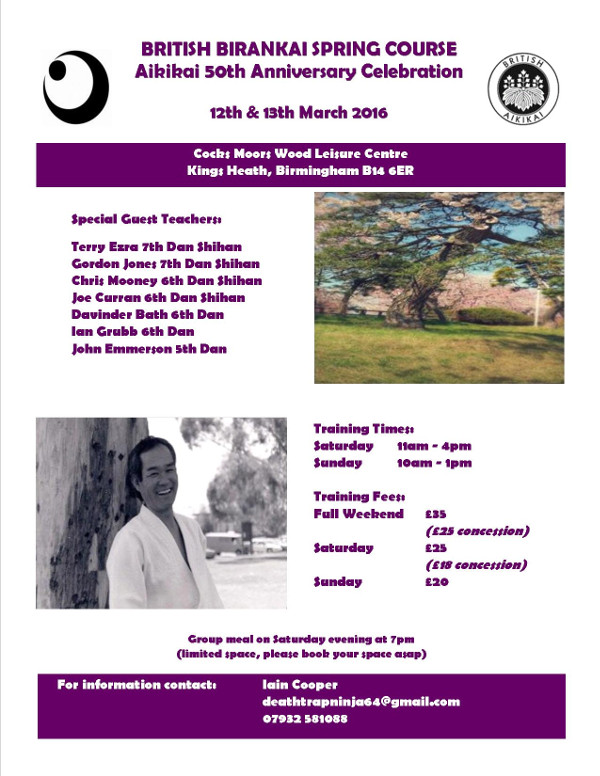 BRITISH BIRANKAI SPRING COURSE
Aikikai 50th Anniversary Celebration
12th & 13th March 2016
BRITISH
AIKIKAI
Cocks Moors Wood Leisure Centre
Kings Heath, Birmingham B14 6ER
Special Guest Teachers:
Terry Ezra 7th Dan Shihan
Gordon Jones 7th Dan Shihan
Chris Mooney 6th Dan Shihan
Joe Curran 6th Dan Shihan
Davinder Bath 6th Dan
Ian Grubb 6th Dan
John Emmerson 5th Dan
Training Times:
Saturday 11am - 4pm
Sunday 10am - 1pm
Training Fees:
Full Weekend £35
(£25 concession)
Saturday £25
(£18 concession)
Sunday £20
Group meal on Saturday evening at 7pm
(limited space, please book your space asap)
For information contact: Iain Cooper
deathtrapninja64@gmail.com
07932 581088